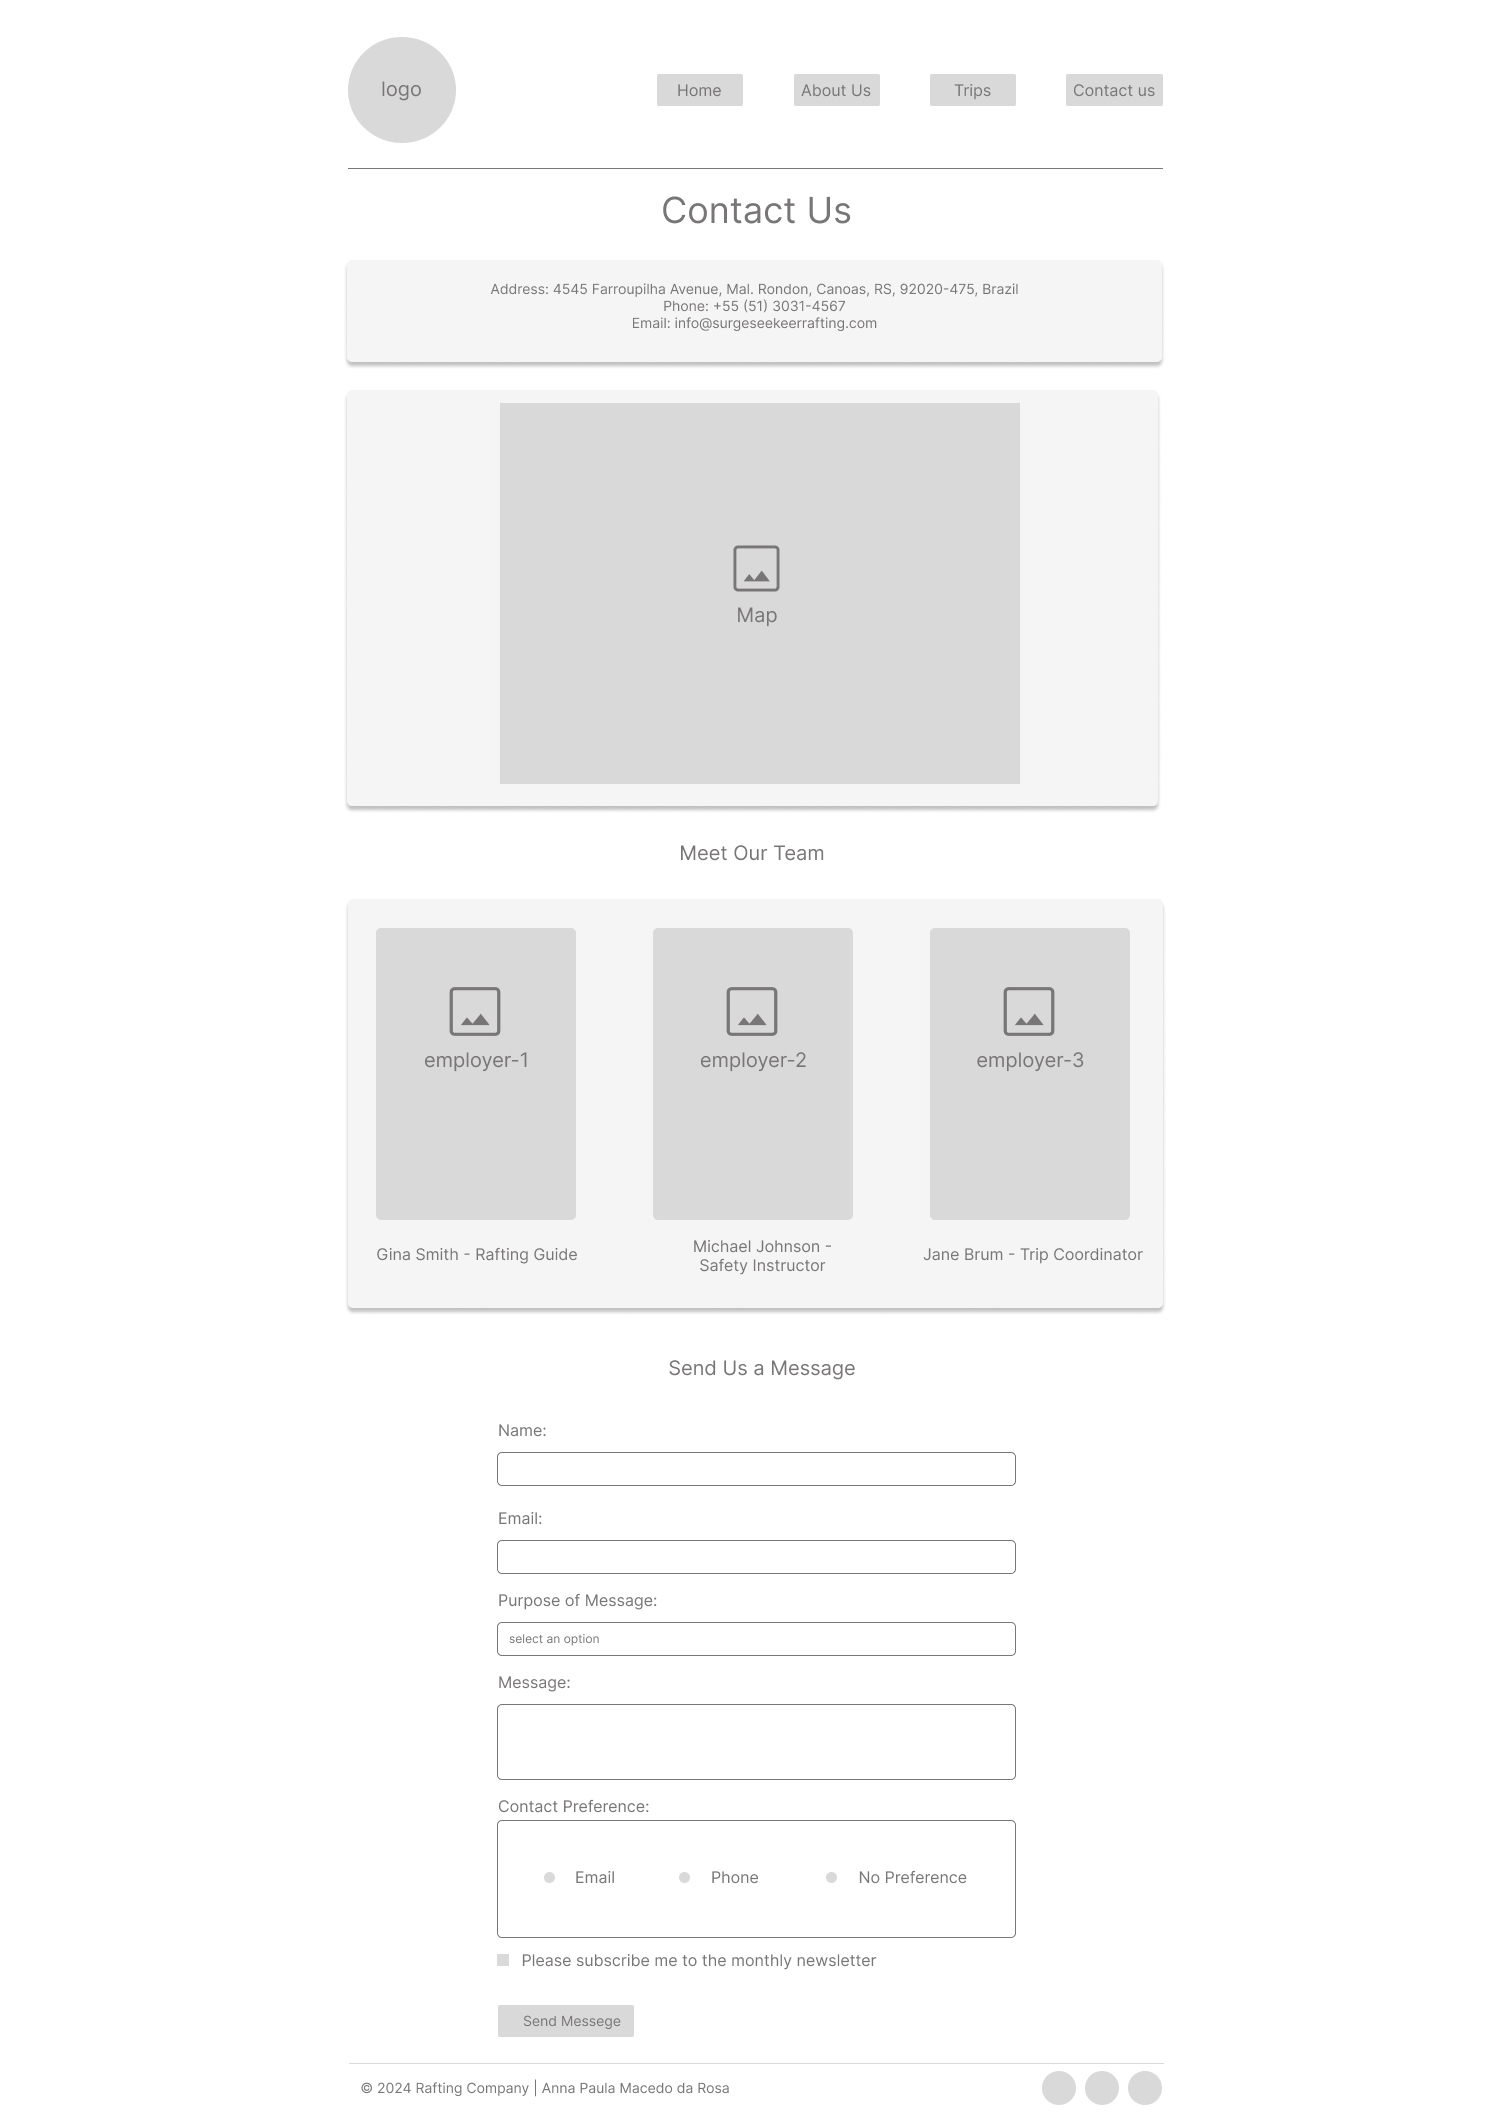 logo
Home
About Us
Trips
Contact us
Contact Us
Address: 4545 Farroupilha Avenue, Mal. Rondon, Canoas, RS, 92020-475, Brazil
Phone: +55 (51) 3031-4567
Email: info@surgeseekeerrafting.com
Map
Meet Our Team
employer-1
employer-2
employer-3
Gina Smith - Rafting Guide
Michael Johnson -
Safety Instructor
Jane Brum - Trip Coordinator
Send Us a Message
Name:
Email:
Purpose of Message:
select an option
Message:
Contact Preference:
Email
Phone
No Preference
Please subscribe me to the monthly newsletter
Send Messege
© 2024 Rafting Company | Anna Paula Macedo da Rosa